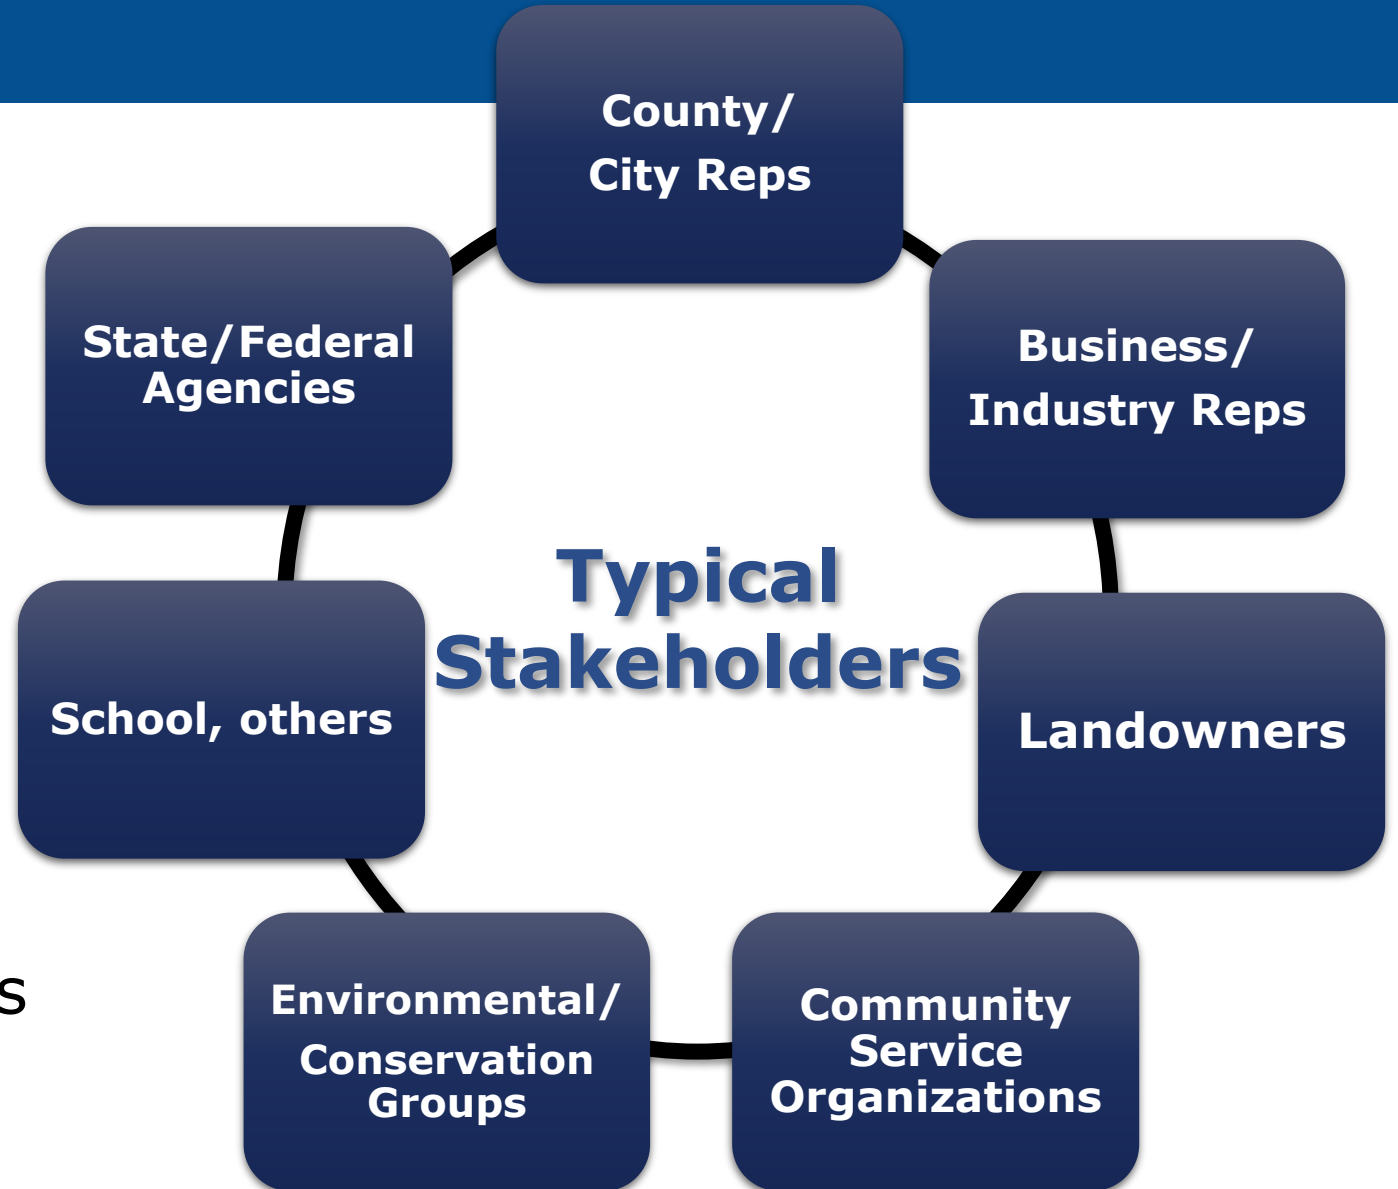 County/
City Reps
State/Federal
Agencies
Business/
Industry Reps
Typical
Stakeholders
School, others
Landowners
s
Environmental/
Conservation
Groups
Community
Service
Organizations